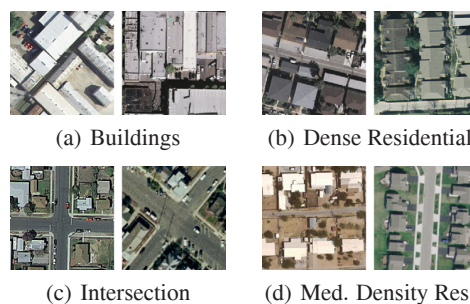 (a) Buildings
(b) Dense Residential
(c) Intersection
(d) Med. Density Res